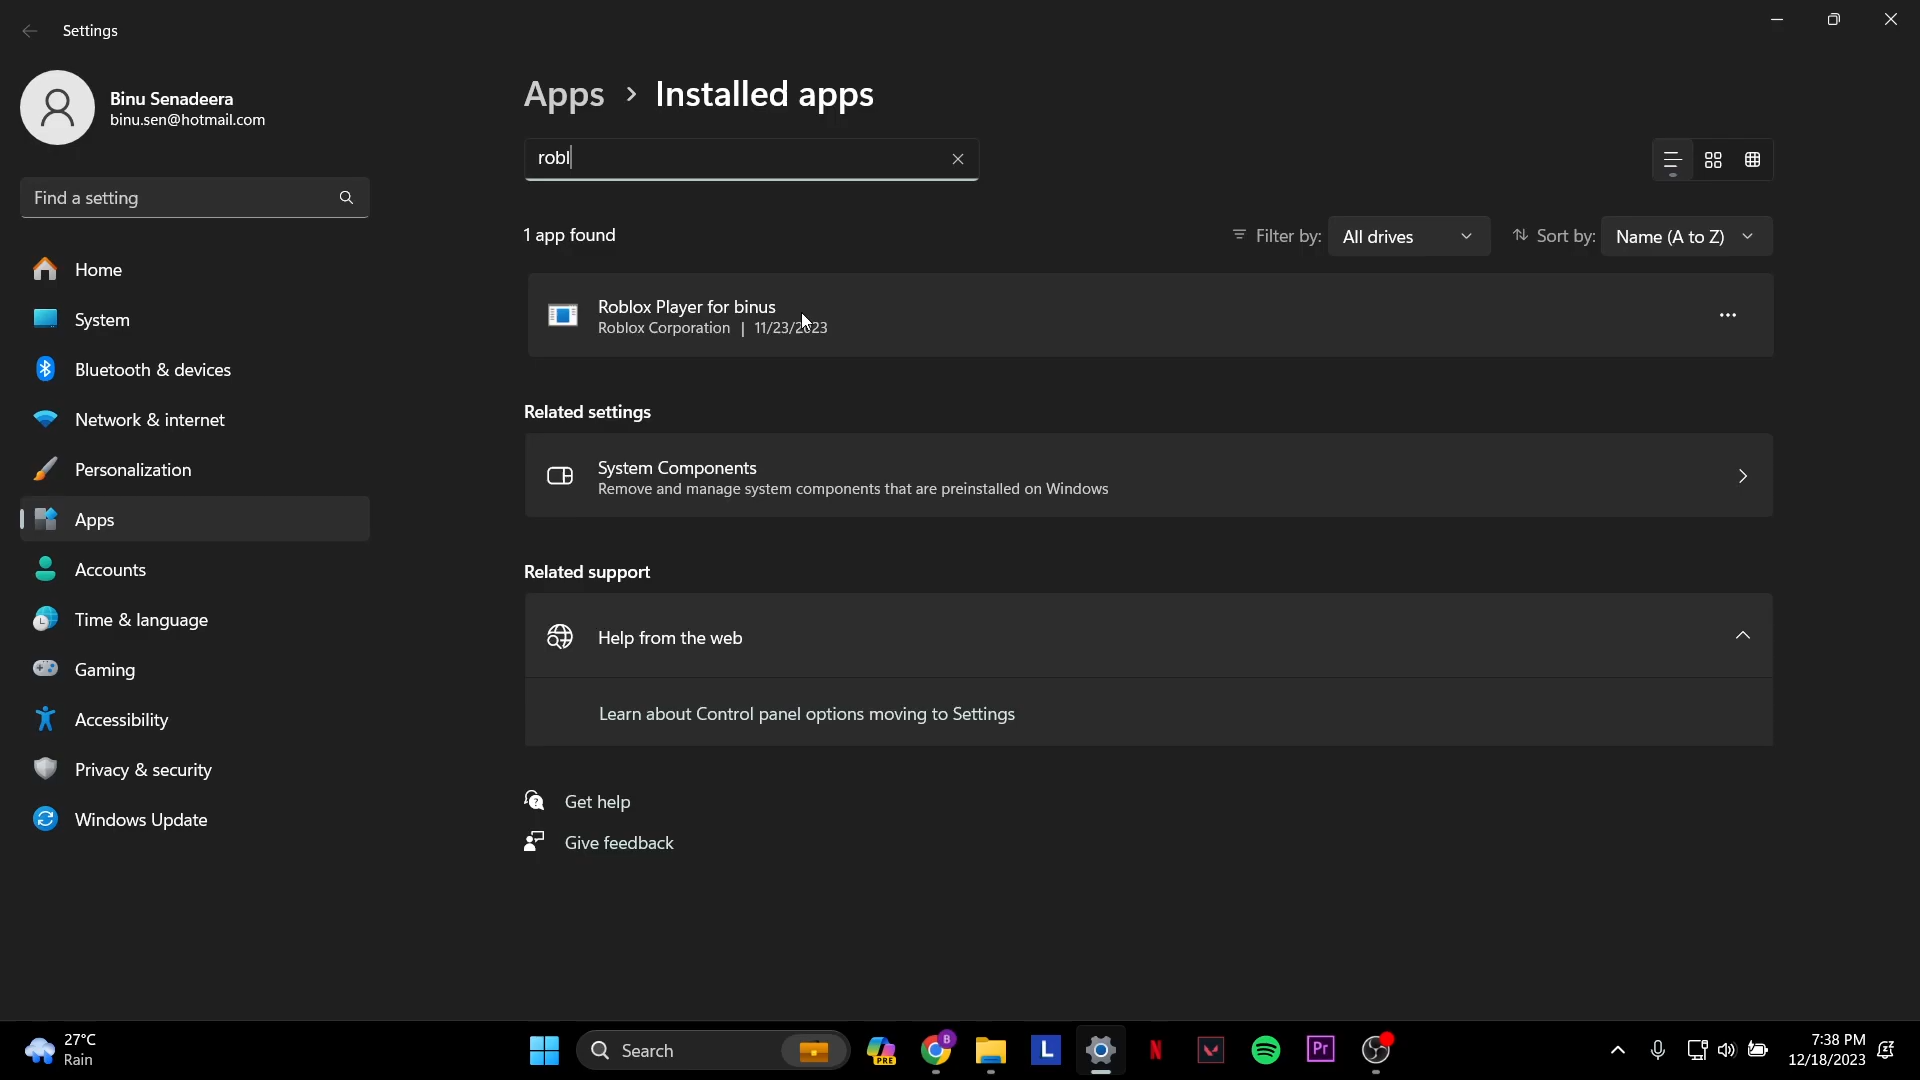 Settings
Binu Senadeera
binu.sen@hotmail.com
Find a setting
Home
System
Bluetooth & devices
Network & internet
Personalization
Apps
Accounts
Time & language
Gaming
Accessibility
Privacy & security
Windows Update
Apps > Installed apps
robl
1 app found
Filter by: All drives
Sort by: Name (A to Z)
Roblox Player for binus
Roblox Corporation | 11/23/2023
Related settings
System Components
Remove and manage system components that are preinstalled on Windows
Related support
Help from the web
Learn about Control panel options moving to Settings
Get help
Give feedback
27°C
Rain
Search
PRE
B
L
N
Pr
7:38 PM
12/18/2023